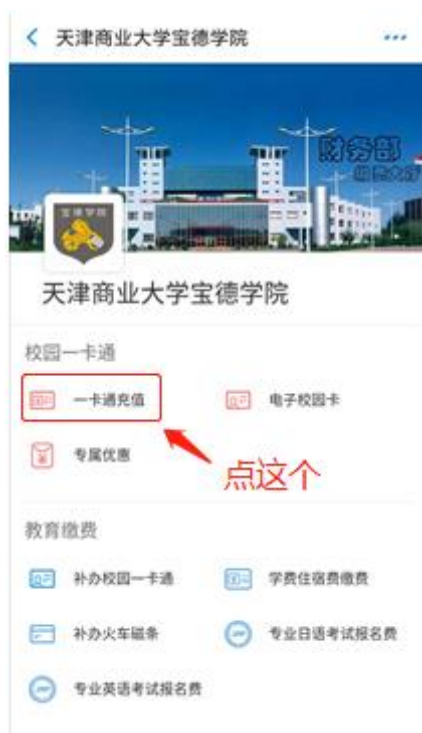 天津商业大学宝德学院
财务部
宝德学院
天津商业大学宝德学院
校园一卡通
一卡通充值
电子校园卡
专属优惠
点这个
教育缴费
补办校园一卡通
学费住宿费缴费
补办火车磁条
专业日语考试报名费
专业英语考试报名费